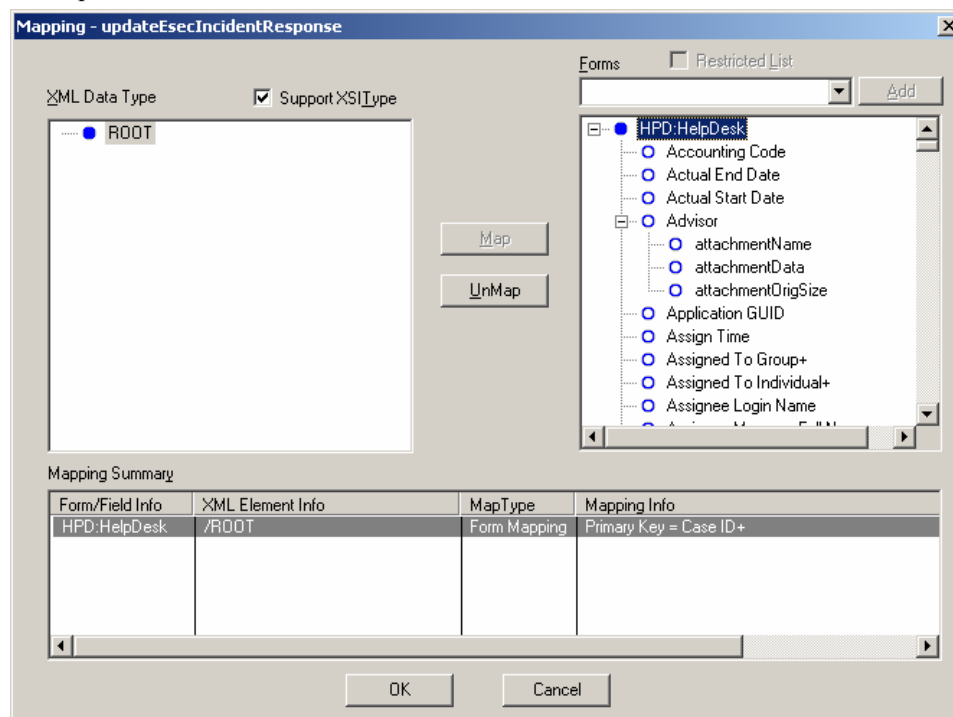 Mapping - updateEsecIncidentResponse
Forms
Restricted List
XML Data Type
Support XSIType
Add
ROOT
HPD:HelpDesk
Accounting Code
Actual End Date
Actual Start Date
Advisor
attachmentName
attachmentData
attachmentOrigSize
Application GUID
Assign Time
Assigned To Group+
Assigned To Individual+
Assignee Login Name
Map
UnMap
Mapping Summary
Form/Field Info XML Element Info MapType Mapping Info
HPD:HelpDesk /ROOT Form Mapping Primary Key = Case ID+
OK Cancel